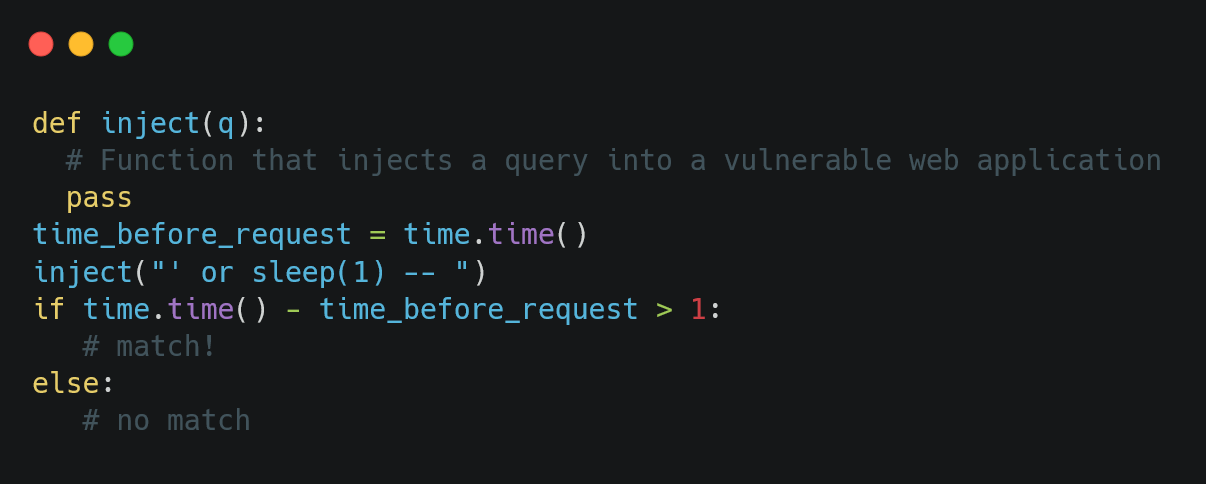 def inject(q):
  # Function that injects a query into a vulnerable web application
  pass
time_before_request = time.time()
inject("' or sleep(1) -- ")
if time.time() - time_before_request > 1:
   # match!
else:
   # no match